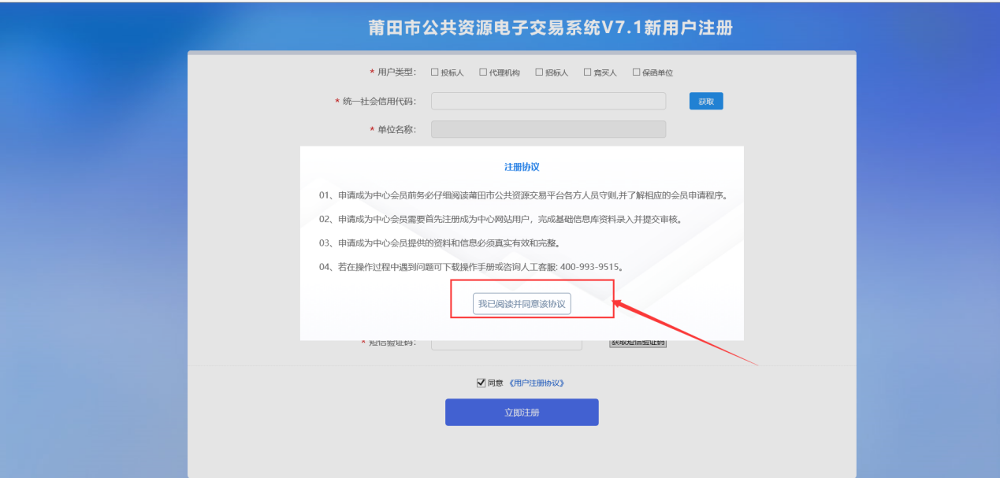 莆田市公共资源电子交易系统V7.1新用户注册
* 用户类型: 投标人 代理机构 招标人 竞买人 保函单位
* 统一社会信用代码: 获取
* 单位名称:
注册协议
01、申请成为中心会员前务必仔细阅读莆田市公共资源交易平台各方人员守则,并了解相应的会员申请程序。
02、申请成为中心会员需要首先注册成为中心网站用户，完成基础信息库资料录入并提交审核。
03、申请成为中心会员提供的资料和信息必须真实有效和完整。
04、若在操作过程中遇到问题可下载操作手册或咨询人工客服: 400-993-9515。
我已阅读并同意该协议
* 短信验证码: 获取短信验证码
同意 《用户注册协议》
立即注册